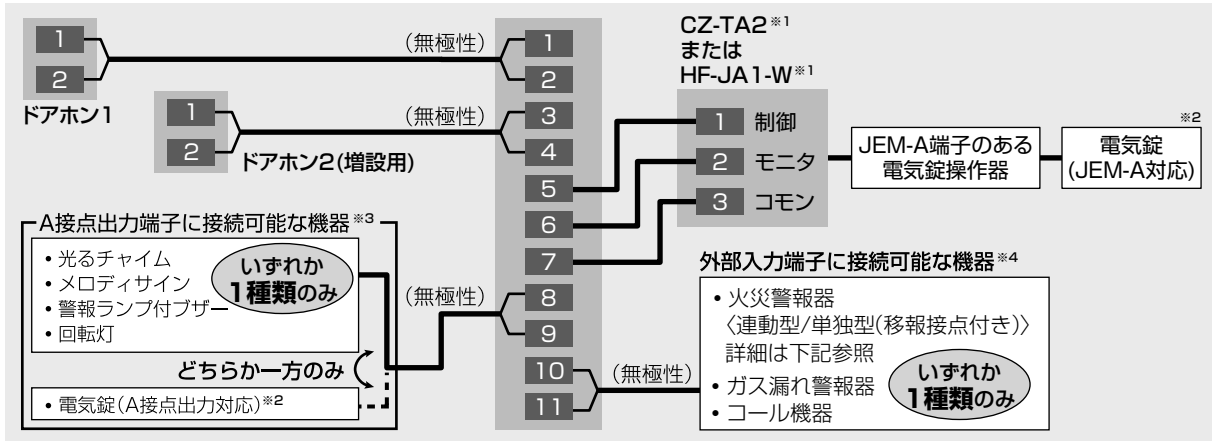 1
2
ドアホン1
(無極性)
1
2
1
2
ドアホン2(増設用)
(無極性)
3
4
5
6
7
8
9
10
11
CZ-TA2※1
または
HF-JA1-W※1
1 制御
2 モニタ
3 コモン
JEM-A端子のある
電気錠操作器
※2
電気錠
(JEM-A対応)
A接点出力端子に接続可能な機器※3
• 光るチャイム
• メロディサイン
• 警報ランプ付ブザー
• 回転灯
いずれか
1種類のみ
どちらか一方のみ
• 電気錠(A接点出力対応)※2
(無極性)
(無極性)
外部入力端子に接続可能な機器※4
• 火災警報器
〈連動型/単独型(移報接点付き)〉
詳細は下記参照
• ガス漏れ警報器
• コール機器
いずれか
1種類のみ